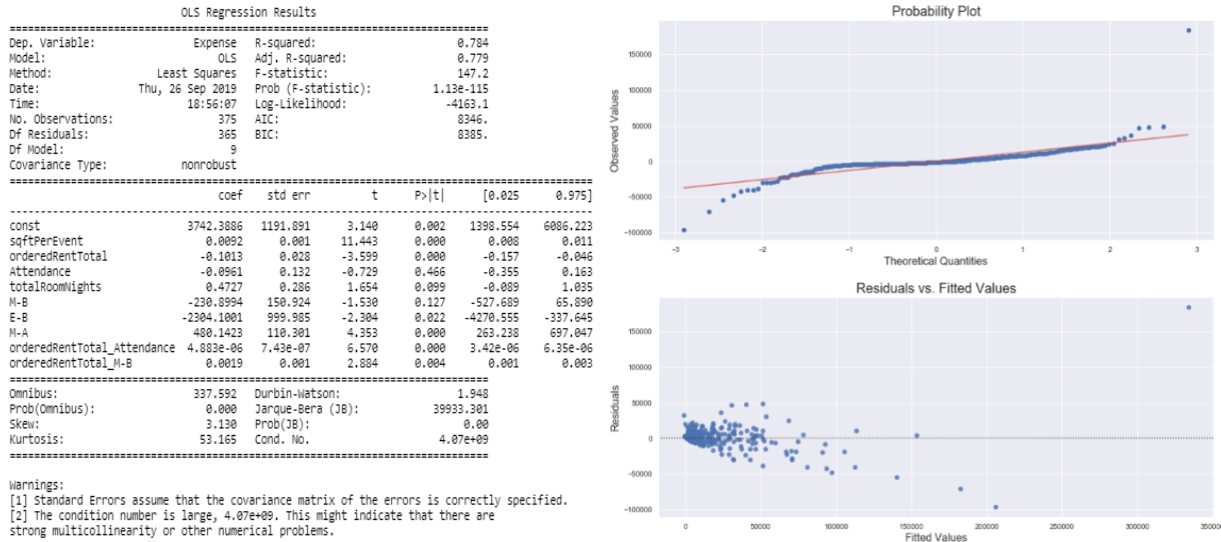 OLS Regression Results
==============================================================================
Dep. Variable: Expense R-squared: 0.784
Model: OLS Adj. R-squared: 0.779
Method: Least Squares F-statistic: 147.2
Date: Thu, 26 Sep 2019 Prob (F-statistic): 1.13e-115
Time: 18:56:07 Log-Likelihood: -4163.1
No. Observations: 375 AIC: 8346.
Df Residuals: 365 BIC: 8385.
Df Model: 9
Covariance Type: nonrobust
==============================================================================
coef std err t P>|t| [0.025 0.975]
------------------------------------------------------------------------------
const 3742.3886 1191.891 3.140 0.002 1398.554 6086.223
sqftPerEvent 0.0092 0.001 11.443 0.000 0.008 0.011
orderedRentTotal -0.1013 0.028 -3.599 0.000 -0.157 -0.046
Attendance -0.0961 0.132 -0.729 0.466 -0.355 0.163
totalRoomNights 0.4727 0.286 1.654 0.099 -0.089 1.035
M-B -230.8994 150.924 -1.530 0.127 -527.689 65.890
E-B -2304.1001 999.985 -2.304 0.022 -4270.555 -337.645
M-A 480.1423 110.301 4.353 0.000 263.238 697.047
orderedRentTotal_Attendance 4.883e-06 7.43e-07 6.570 0.000 3.42e-06 6.35e-06
orderedRentTotal_M-B 0.0019 0.001 2.884 0.004 0.001 0.003
==============================================================================
Omnibus: 337.592 Durbin-Watson: 1.948
Prob(Omnibus): 0.000 Jarque-Bera (JB): 39933.301
Skew: 3.130 Prob(JB): 0.00
Kurtosis: 53.165 Cond. No. 4.07e+09
==============================================================================
Warnings:
[1] Standard Errors assume that the covariance matrix of the errors is correctly specified.
[2] The condition number is large, 4.07e+09. This might indicate that there are
strong multicollinearity or other numerical problems.
Probability Plot
150000
100000
50000
0
-50000
-100000
Observed Values
-3 -2 -1 0 1 2 3
Theoretical Quantities
Residuals vs. Fitted Values
150000
100000
50000
0
-50000
-100000
Residuals
0 50000 100000 150000 200000 250000 300000 350000
Fitted Values